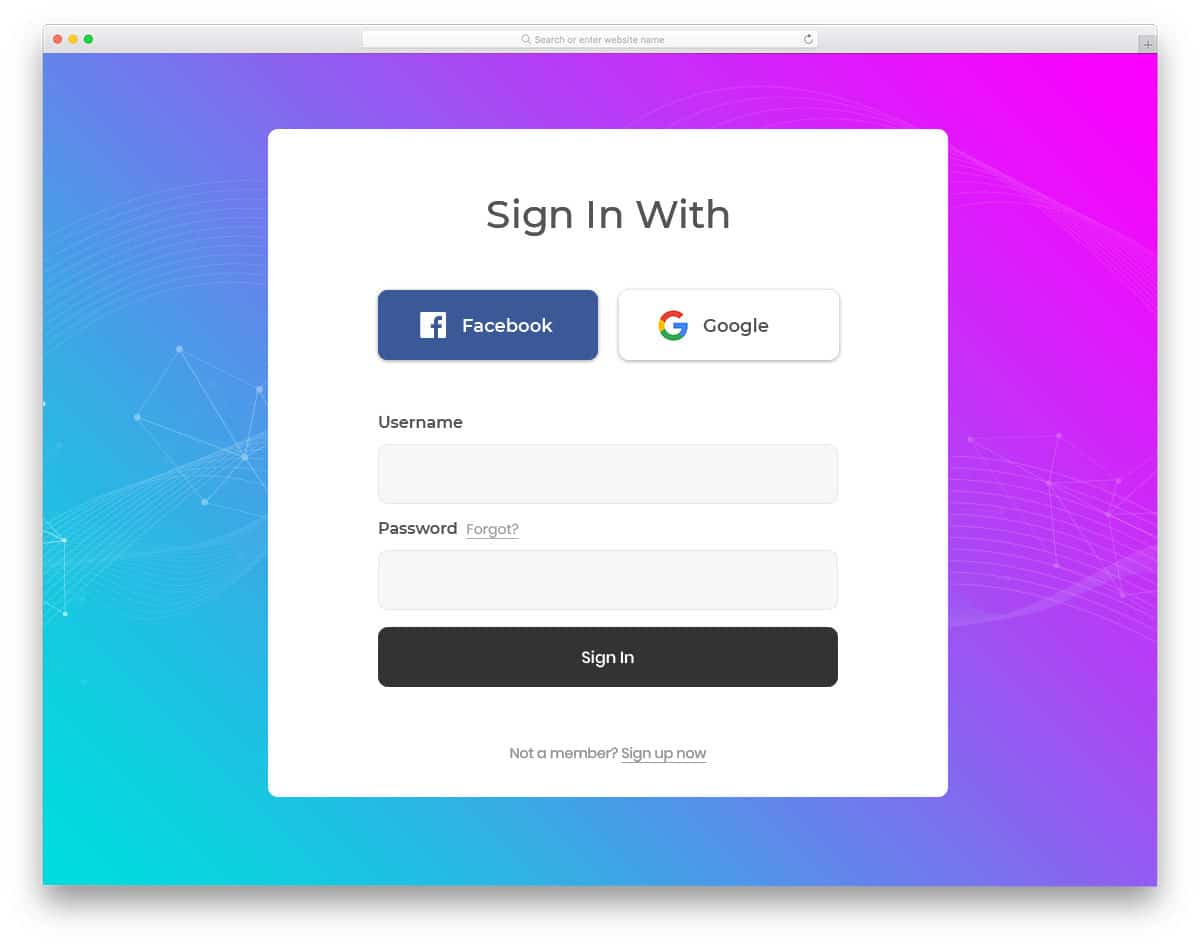 Search or enter website name
Sign In With
Facebook
Google
Username
Password Forgot?
Sign In
Not a member? Sign up now